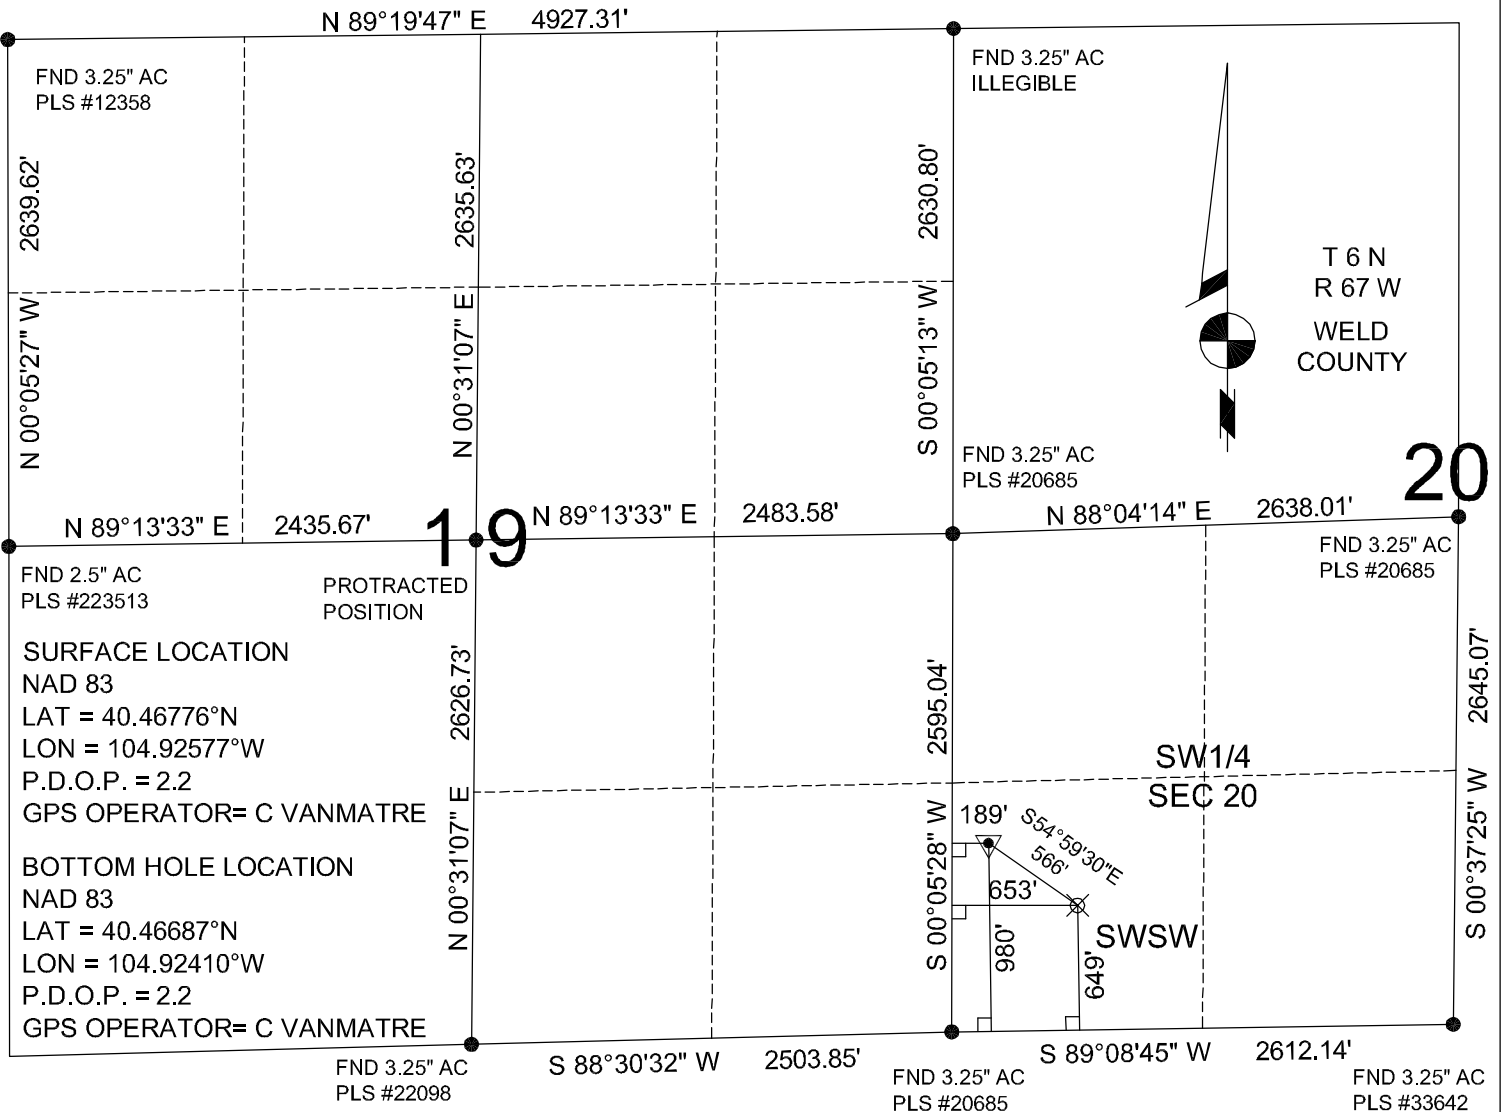 N 89°19'47" E 4927.31'
FND 3.25" AC
PLS #12358
FND 3.25" AC
ILLEGIBLE
2639.62'
N 00°05'27" W
2635.63'
N 00°31'07" E
2630.80'
S 00°05'13" W
T 6 N
R 67 W
WELD
COUNTY
FND 3.25" AC
PLS #20685
20
N 89°13'33" E 2435.67'
19
N 89°13'33" E 2483.58'
N 88°04'14" E 2638.01'
FND 3.25" AC
PLS #20685
FND 2.5" AC
PLS #223513
PROTRACTED
POSITION
SURFACE LOCATION
NAD 83
LAT = 40.46776°N
LON = 104.92577°W
P.D.O.P. = 2.2
GPS OPERATOR= C VANMATRE
BOTTOM HOLE LOCATION
NAD 83
LAT = 40.46687°N
LON = 104.92410°W
P.D.O.P. = 2.2
GPS OPERATOR= C VANMATRE
2626.73'
N 00°31'07" E
2595.04'
S 00°05'28" W
2645.07'
S 00°37'25" W
SW1/4
SEC 20
189'
S54°59'30"E
566'
653'
SWSW
980'
649'
FND 3.25" AC
PLS #22098
S 88°30'32" W 2503.85'
FND 3.25" AC
PLS #20685
S 89°08'45" W 2612.14'
FND 3.25" AC
PLS #33642